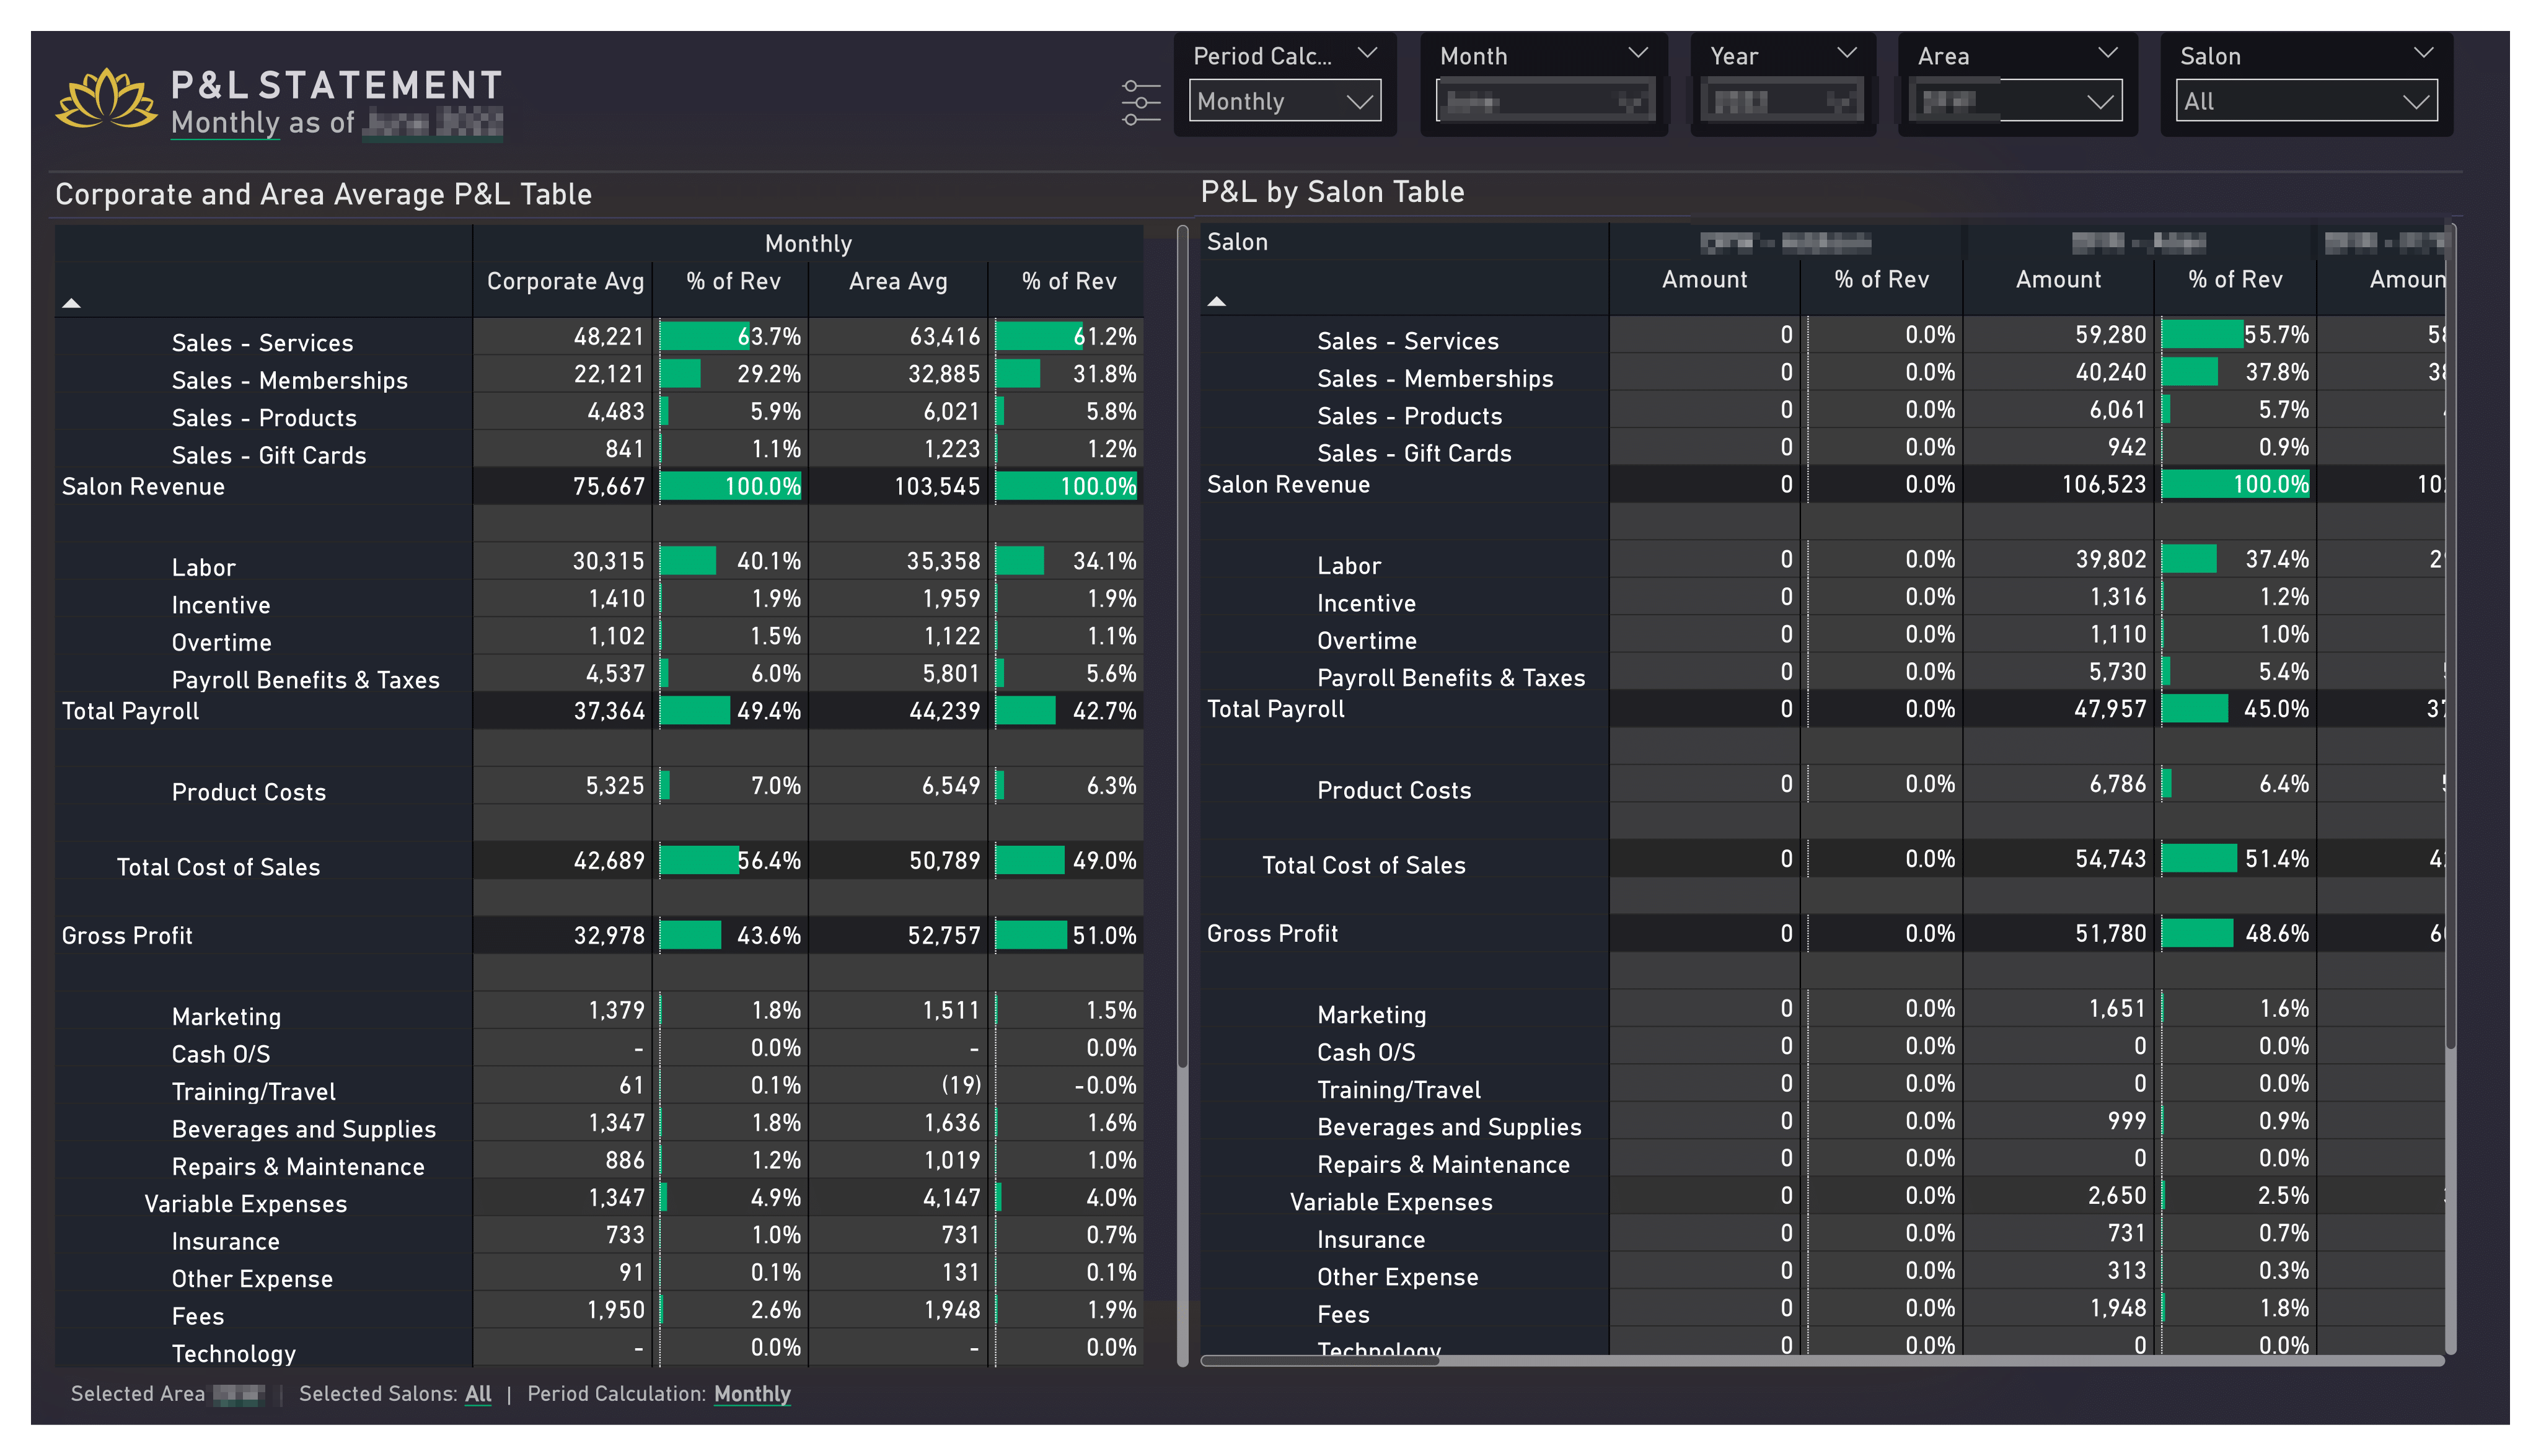 P&L STATEMENT
Monthly as of
Period Calc...
Monthly
Month
Year
Area
Salon
All
Corporate and Area Average P&L Table
Monthly
Corporate Avg % of Rev Area Avg % of Rev
Sales - Services 48,221 63.7% 63,416 61.2%
Sales - Memberships 22,121 29.2% 32,885 31.8%
Sales - Products 4,483 5.9% 6,021 5.8%
Sales - Gift Cards 841 1.1% 1,223 1.2%
Salon Revenue 75,667 100.0% 103,545 100.0%
Labor 30,315 40.1% 35,358 34.1%
Incentive 1,410 1.9% 1,959 1.9%
Overtime 1,102 1.5% 1,122 1.1%
Payroll Benefits & Taxes 4,537 6.0% 5,801 5.6%
Total Payroll 37,364 49.4% 44,239 42.7%
Product Costs 5,325 7.0% 6,549 6.3%
Total Cost of Sales 42,689 56.4% 50,789 49.0%
Gross Profit 32,978 43.6% 52,757 51.0%
Marketing 1,379 1.8% 1,511 1.5%
Cash O/S - 0.0% - 0.0%
Training/Travel 61 0.1% (19) -0.0%
Beverages and Supplies 1,347 1.8% 1,636 1.6%
Repairs & Maintenance 886 1.2% 1,019 1.0%
Variable Expenses 1,347 4.9% 4,147 4.0%
Insurance 733 1.0% 731 0.7%
Other Expense 91 0.1% 131 0.1%
Fees 1,950 2.6% 1,948 1.9%
Technology - 0.0% - 0.0%
P&L by Salon Table
Salon
Amount % of Rev Amount % of Rev Amoun
Sales - Services 0 0.0% 59,280 55.7% 58
Sales - Memberships 0 0.0% 40,240 37.8% 38
Sales - Products 0 0.0% 6,061 5.7%
Sales - Gift Cards 0 0.0% 942 0.9%
Salon Revenue 0 0.0% 106,523 100.0% 10
Labor 0 0.0% 39,802 37.4% 2
Incentive 0 0.0% 1,316 1.2%
Overtime 0 0.0% 1,110 1.0%
Payroll Benefits & Taxes 0 0.0% 5,730 5.4%
Total Payroll 0 0.0% 47,957 45.0% 37
Product Costs 0 0.0% 6,786 6.4%
Total Cost of Sales 0 0.0% 54,743 51.4% 4
Gross Profit 0 0.0% 51,780 48.6% 6
Marketing 0 0.0% 1,651 1.6%
Cash O/S 0 0.0% 0 0.0%
Training/Travel 0 0.0% 0 0.0%
Beverages and Supplies 0 0.0% 999 0.9%
Repairs & Maintenance 0 0.0% 0 0.0%
Variable Expenses 0 0.0% 2,650 2.5%
Insurance 0 0.0% 731 0.7%
Other Expense 0 0.0% 313 0.3%
Fees 0 0.0% 1,948 1.8%
Technology 0 0.0% 0 0.0%
Selected Area | Selected Salons: All | Period Calculation: Monthly